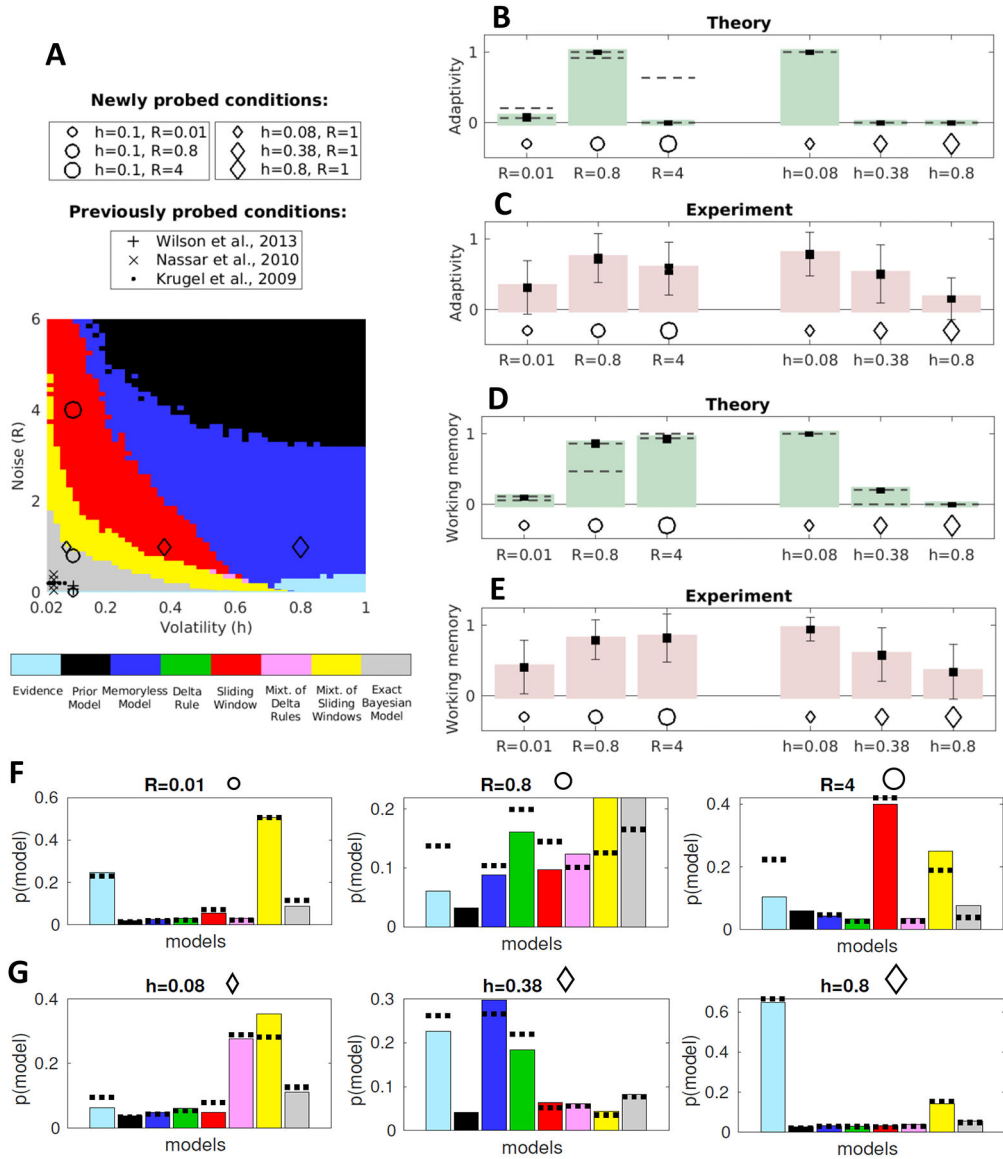 A
Newly probed conditions:
h=0.1, R=0.01
h=0.1, R=0.8
h=0.1, R=4
h=0.08, R=1
h=0.38, R=1
h=0.8, R=1
Previously probed conditions:
+ Wilson et al., 2013
× Nassar et al., 2010
• Krugel et al., 2009
6
4
2
0
Noise (R)
0.02 0.2 0.4 0.6 0.8 1
Volatility (h)
Evidence
Prior Model
Memoryless Model
Delta Rule
Sliding Window
Mixt. of Delta Rules
Mixt. of Sliding Windows
Exact Bayesian Model
B
Theory
Adaptivity
1
0
R=0.01 R=0.8 R=4 h=0.08 h=0.38 h=0.8
C
Experiment
Adaptivity
1
0
R=0.01 R=0.8 R=4 h=0.08 h=0.38 h=0.8
D
Theory
Working memory
1
0
R=0.01 R=0.8 R=4 h=0.08 h=0.38 h=0.8
E
Experiment
Working memory
1
0
R=0.01 R=0.8 R=4 h=0.08 h=0.38 h=0.8
F
R=0.01
p(model)
0.6
0.4
0.2
0
models
R=0.8
p(model)
0.2
0.1
0
models
R=4
p(model)
0.4
0.2
0
models
G
h=0.08
p(model)
0.4
0.2
0
models
h=0.38
p(model)
0.3
0.2
0.1
0
models
h=0.8
p(model)
0.6
0.4
0.2
0
models